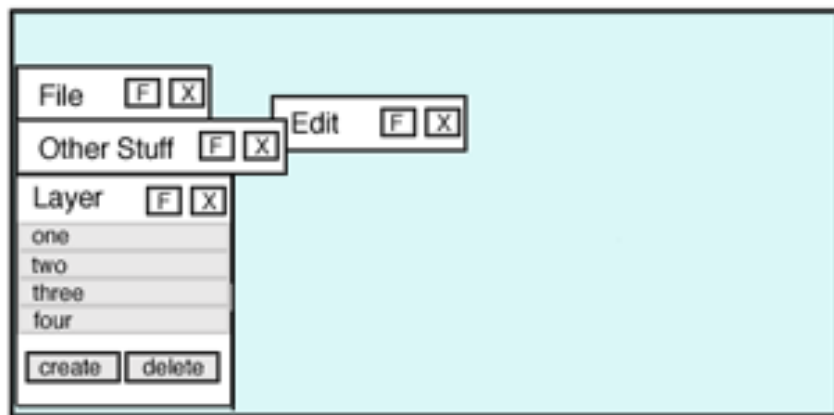 File F X
Edit F X
Other Stuff F X
Layer F X
one
two
three
four
create delete